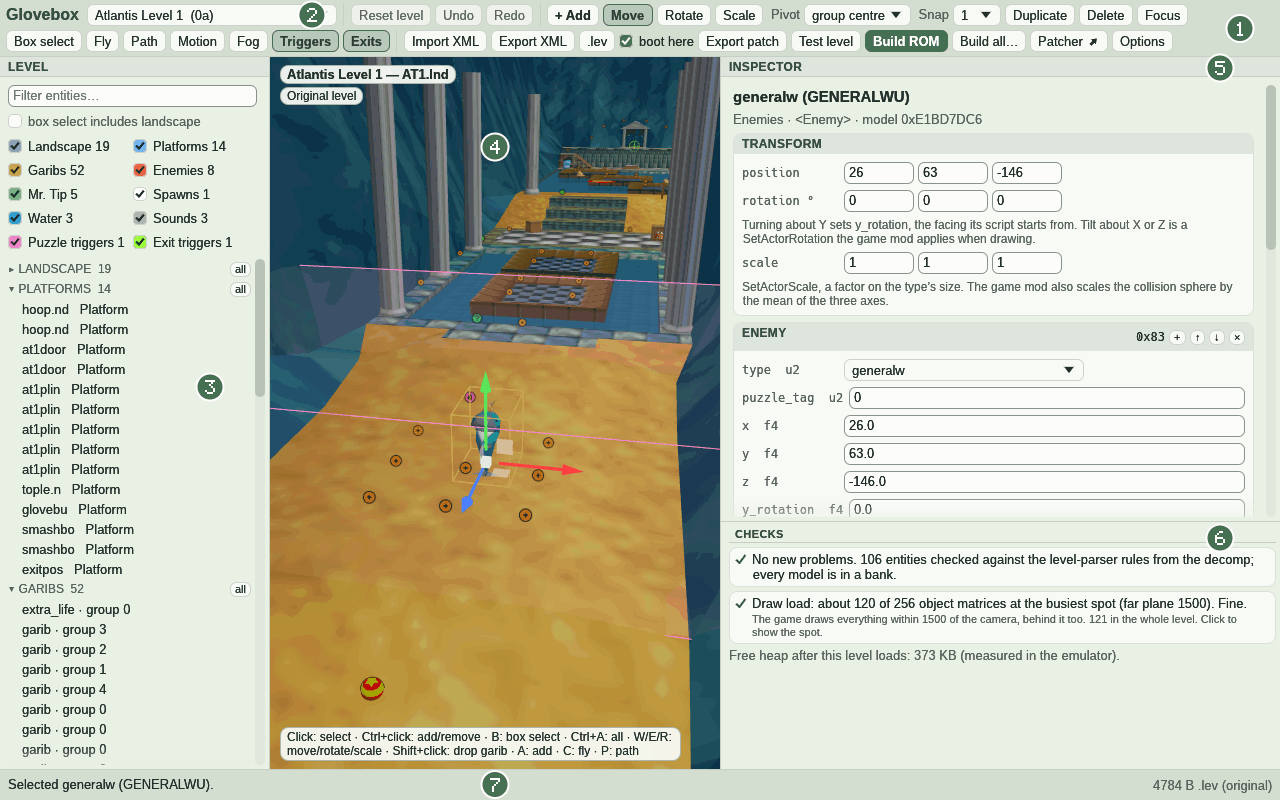 Glovebox Atlantis Level 1 (0a) 2 Reset level Undo Redo + Add Move Rotate Scale Pivot group centre Snap 1 Duplicate Delete Focus
1
Box select Fly Path Motion Fog Triggers Exits Import XML Export XML .lev boot here Export patch Test level Build ROM Build all... Patcher Options
LEVEL
Filter entities...
box select includes landscape
Landscape 19 Platforms 14
Garibs 52 Enemies 8
Mr. Tip 5 Spawns 1
Water 3 Sounds 3
Puzzle triggers 1 Exit triggers 1
LANDSCAPE 19 all
PLATFORMS 14 all
hoop.nd Platform
hoop.nd Platform
at1door Platform
at1door Platform
at1plin Platform
3
at1plin Platform
at1plin Platform
at1plin Platform
at1plin Platform
tople.n Platform
glovebu Platform
smashbo Platform
smashbo Platform
exitpos Platform
GARIBS 52 all
extra_life · group 0
garib · group 3
garib · group 2
garib · group 1
garib · group 4
garib · group 0
garib · group 0
garib · group 0
Atlantis Level 1 — AT1.lnd
Original level
4
Click: select · Ctrl+click: add/remove · B: box select · Ctrl+A: all · W/E/R:
move/rotate/scale · Shift+click: drop garib · A: add · C: fly · P: path
INSPECTOR 5
generalw (GENERALWU)
Enemies · <Enemy> · model 0xE1BD7DC6
TRANSFORM
position 26 63 -146
rotation ° 0 0 0
Turning about Y sets y_rotation, the facing its script starts from. Tilt about X or Z is a
SetActorRotation the game mod applies when drawing.
scale 1 1 1
SetActorScale, a factor on the type's size. The game mod also scales the collision sphere by
the mean of the three axes.
ENEMY 0x83 + ↑ ↓ ×
type u2 generalw
puzzle_tag u2 0
x f4 26.0
y f4 63.0
z f4 -146.0
y_rotation f4 0.0
CHECKS 6
No new problems. 106 entities checked against the level-parser rules from the decomp;
every model is in a bank.
Draw load: about 120 of 256 object matrices at the busiest spot (far plane 1500). Fine.
The game draws everything within 1500 of the camera, behind it too. 121 in the whole level. Click to
show the spot.
Free heap after this level loads: 373 KB (measured in the emulator).
Selected generalw (GENERALWU). 7 4784 B .lev (original)